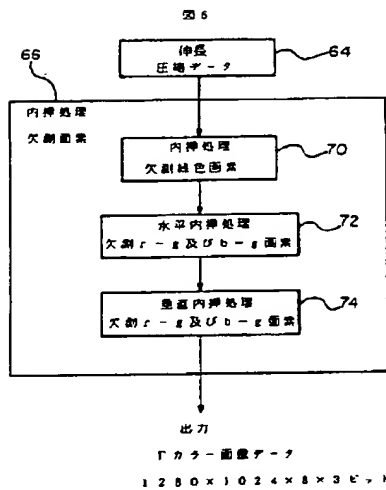 図6
伸長
圧縮データ
64
66
内挿処理
欠測画素
内挿処理
欠測緑色画素
70
水平内挿処理
欠測r-g及びb-g画素
72
垂直内挿処理
欠測r-g及びb-g画素
74
出力
カラー画像データ
1280×1024×8×3ビット